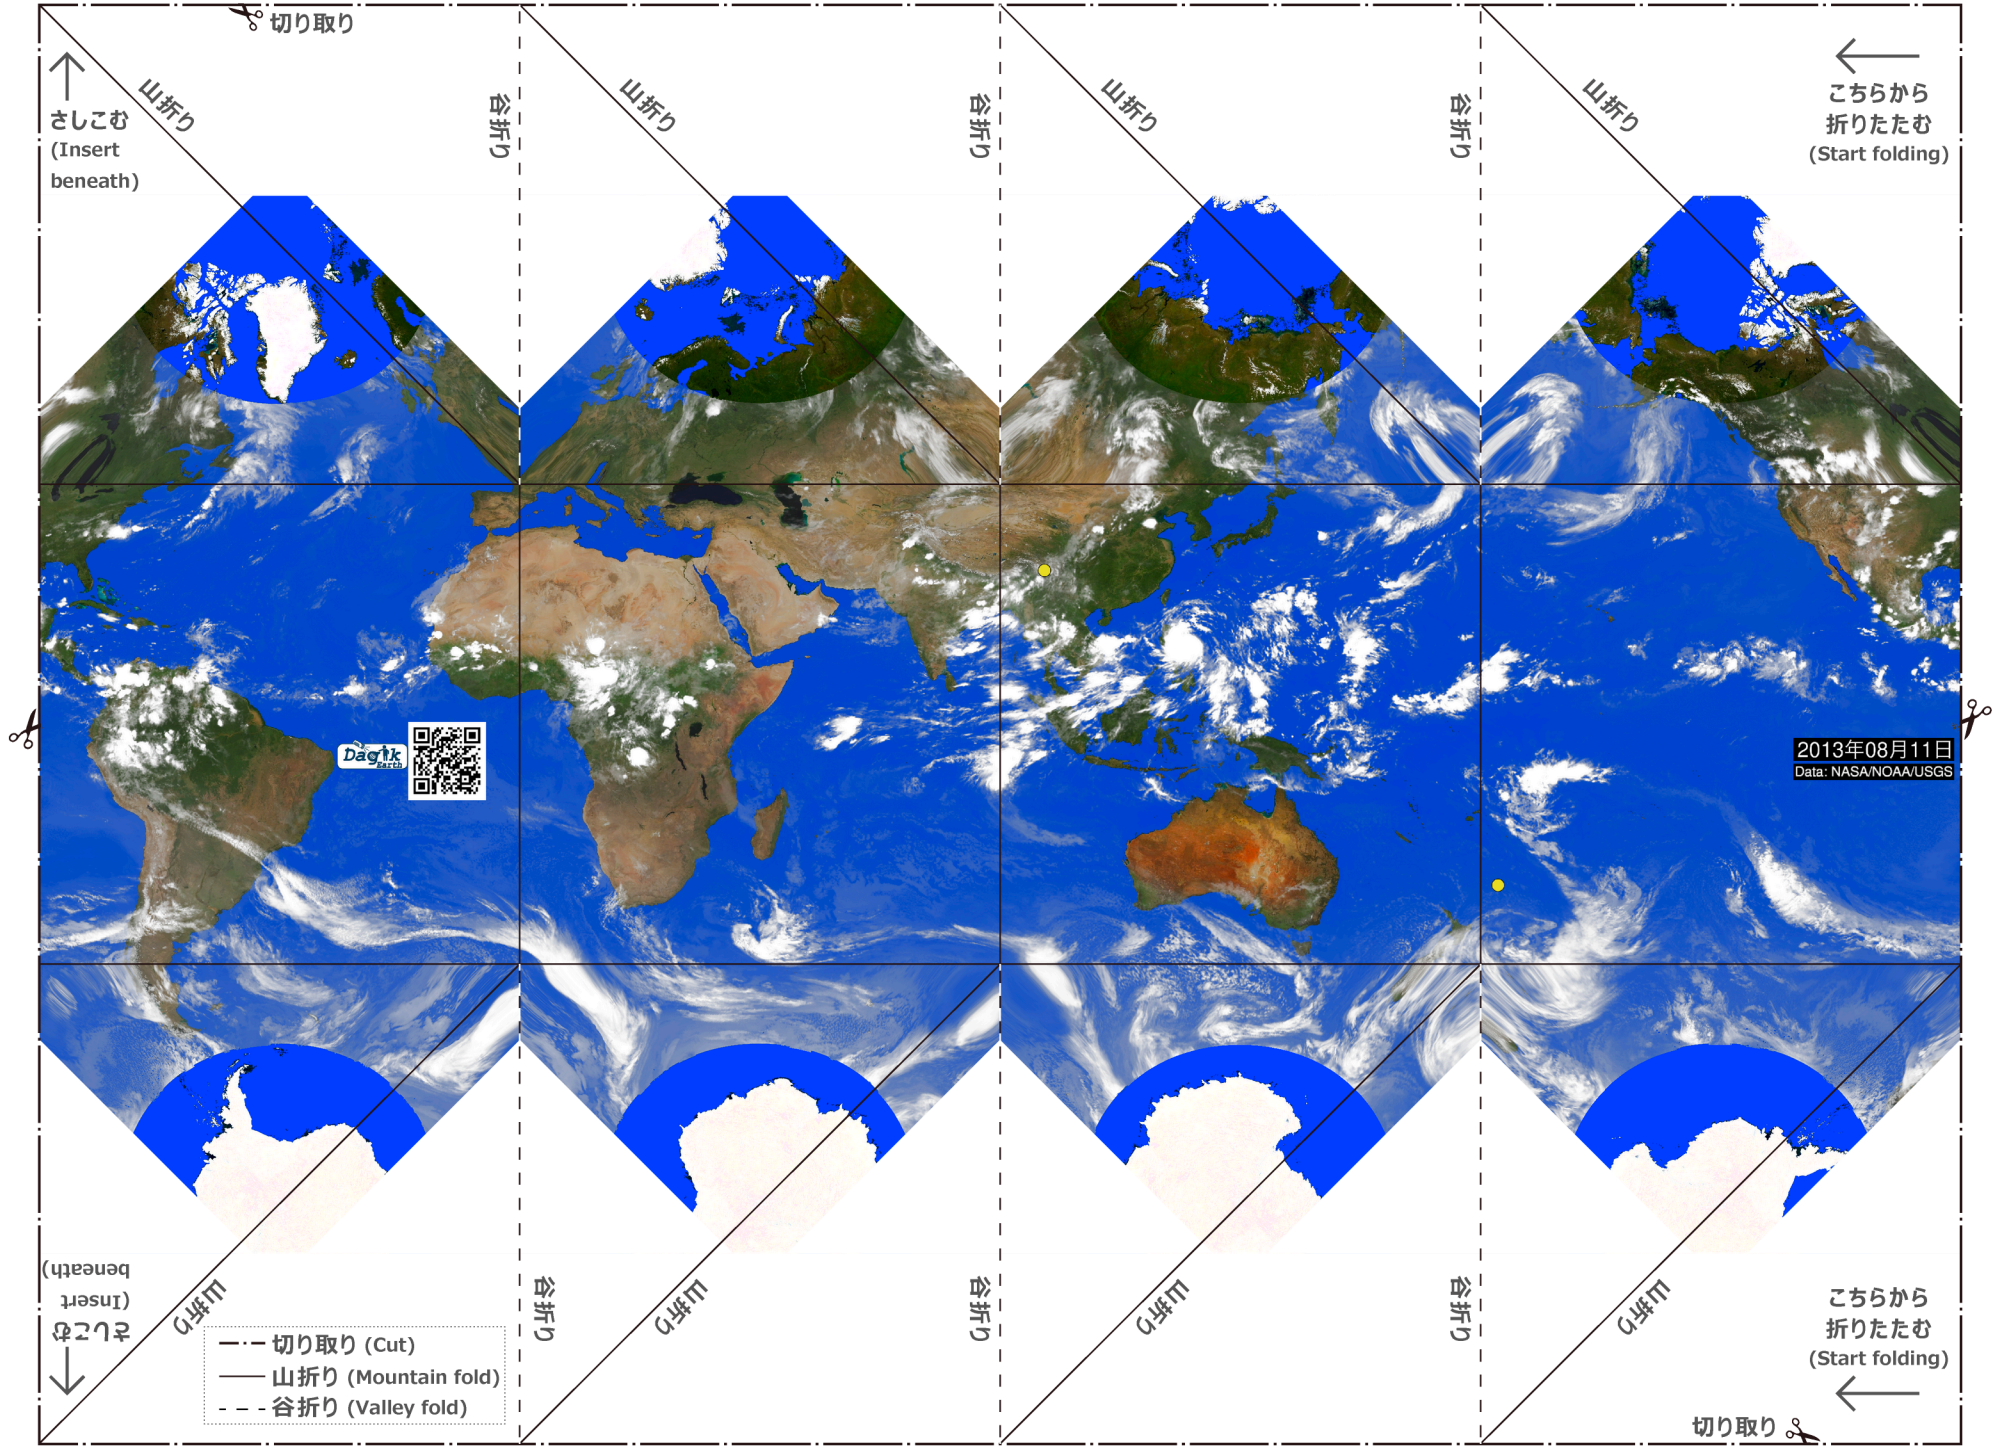 切り取り
さしこむ
(Insert
beneath)
山折り
谷折り
山折り
谷折り
山折り
谷折り
山折り
こちらから
折りたたむ
(Start folding)
Dagik
Earth
2013年08月11日
Data: NASA/NOAA/USGS
さしこむ
(Insert
beneath)
山折り
谷折り
山折り
谷折り
山折り
谷折り
山折り
こちらから
折りたたむ
(Start folding)
切り取り (Cut)
山折り (Mountain fold)
谷折り (Valley fold)
切り取り